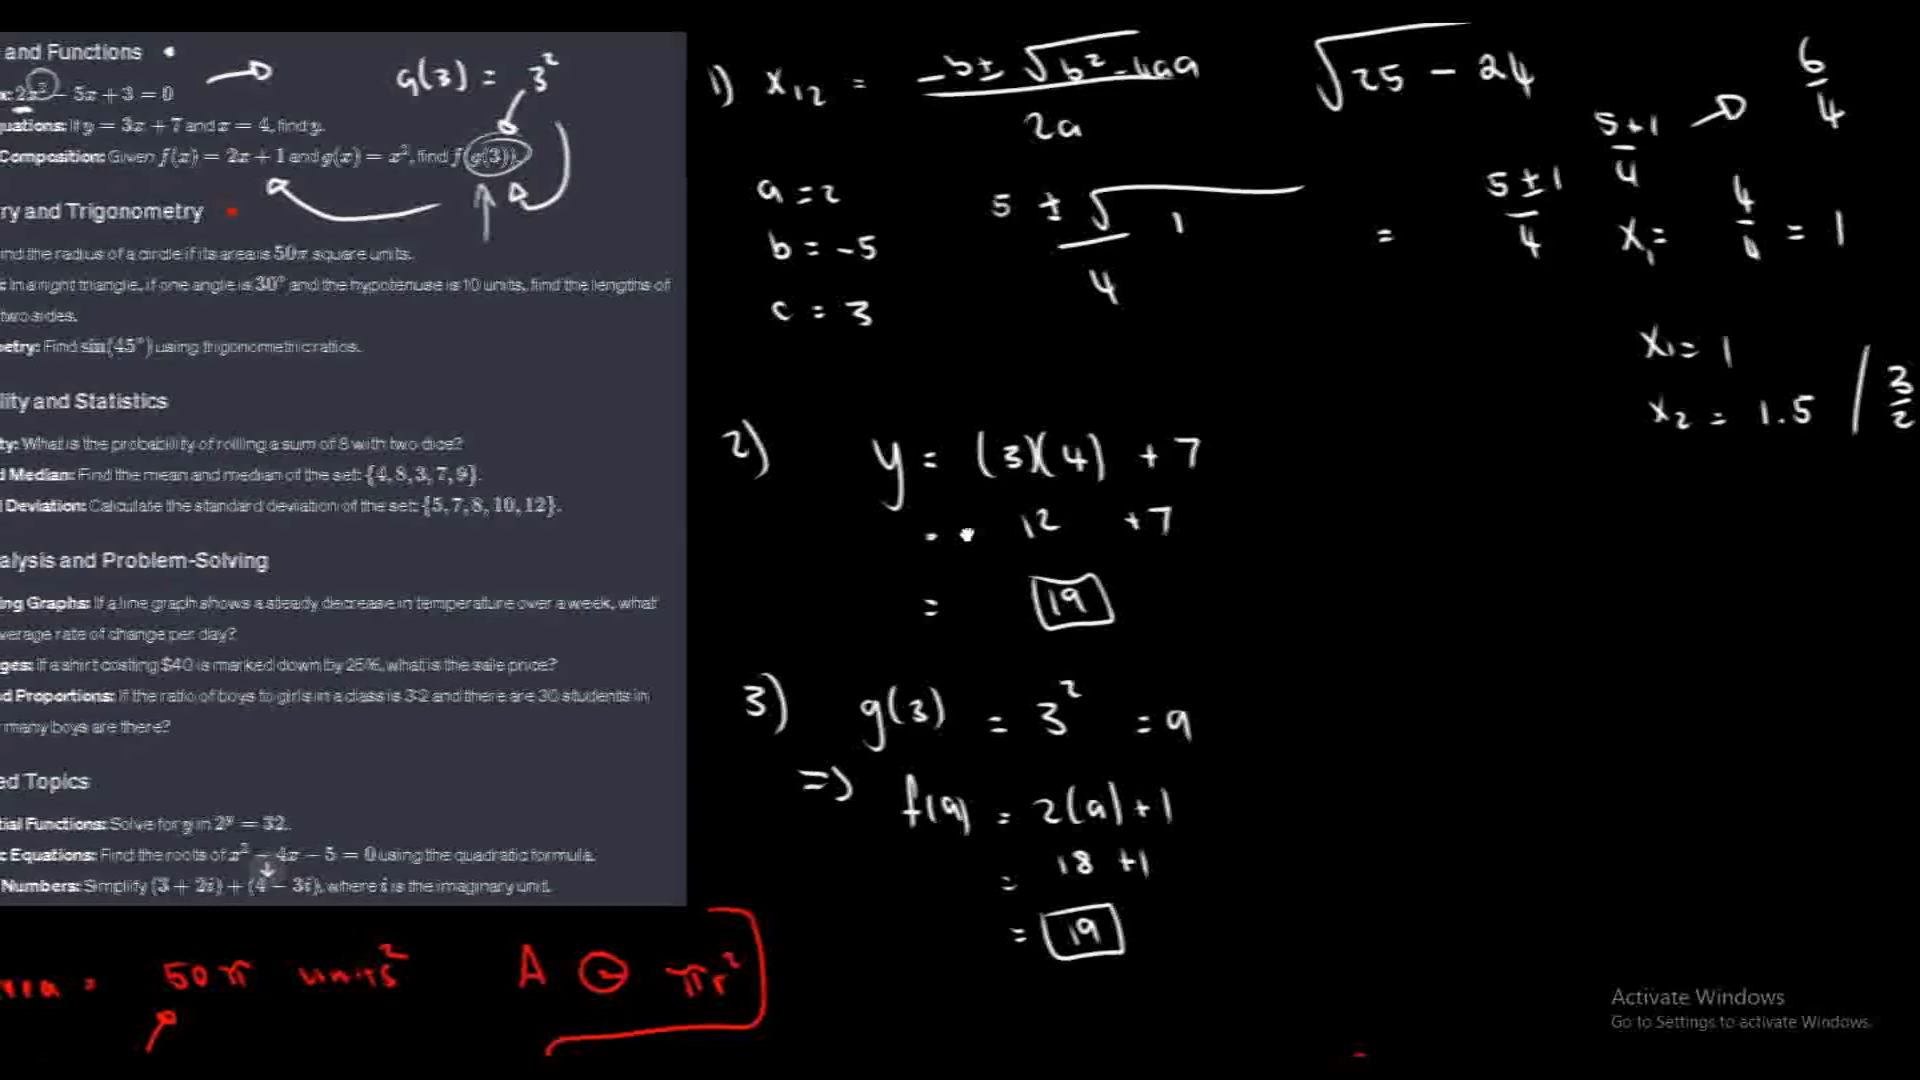 and Functions
2x² - 5x + 3 = 0
uations: If y = 3x + 7 and x = 4, find y.
Composition: Given f(x) = 2x + 1 and g(x) = x², find f(g(3)).
g(3) = 3²
ry and Trigonometry
ind the radius of a circle if its area is 50π square units.
: In a right triangle, if one angle is 30° and the hypotenuse is 10 units, find the lengths of
two sides.
etry: Find sin(45°) using trigonometric ratios.
lity and Statistics
ty: What is the probability of rolling a sum of 8 with two dice?
d Median: Find the mean and median of the set: {4, 8, 3, 7, 9}.
l Deviation: Calculate the standard deviation of the set: {5, 7, 8, 10, 12}.
alysis and Problem-Solving
ing Graphs: If a line graph shows a steady decrease in temperature over a week, what
verage rate of change per day?
ges: If a shirt costing $40 is marked down by 25%, what is the sale price?
d Proportions: If the ratio of boys to girls in a class is 3:2 and there are 30 students in
many boys are there?
ed Topics
tial Functions: Solve for y in 2^y = 32.
c Equations: Find the roots of x² - 4x - 5 = 0 using the quadratic formula.
Numbers: Simplify (3 + 2i) + (4 - 3i), where i is the imaginary unit.
rea = 50π units²
A πr²
1) x12 = -b ± √b² - 4ac / 2a
√25 - 24
a = 2
b = -5
c = 3
5 ± √1 / 4
= 5 ± 1 / 4
5 + 1 / 4
6 / 4
x1 = 4/4 = 1
x1 = 1
x2 = 1.5 / 3/2
2) y = (3)(4) + 7
= 12 + 7
= 19
3) g(3) = 3² = 9
=> f(9) = 2(9) + 1
= 18 + 1
= 19
Activate Windows
Go to Settings to activate Windows.